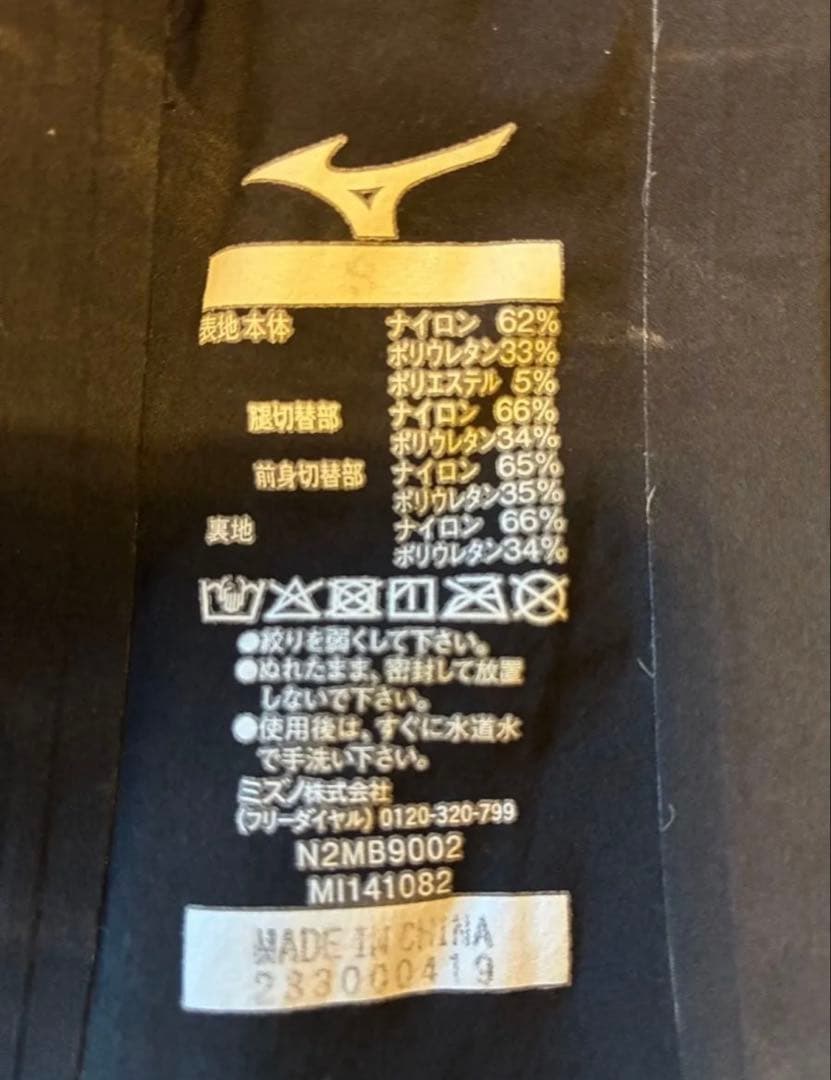 S
表地本体 ナイロン 62%
ポリウレタン33%
ポリエステル 5%
腿切替部 ナイロン 66%
ポリウレタン34%
前身切替部 ナイロン 65%
ポリウレタン35%
裏地 ナイロン 66%
ポリウレタン34%
●絞りを弱くして下さい。
●ぬれたまま、密封して放置
しないで下さい。
●使用後は、すぐに水道水
で手洗い下さい。
ミズノ株式会社
(フリーダイヤル) 0120-320-799
N2MB9002
MI141082
MADE IN CHINA
233000419